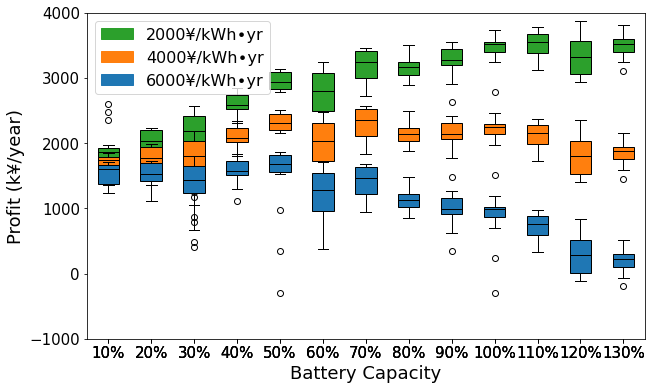 4000
3000
2000
1000
0
−1000
Profit (k¥/year)
2000¥/kWh•yr
4000¥/kWh•yr
6000¥/kWh•yr
10% 20% 30% 40% 50% 60% 70% 80% 90% 100% 110% 120% 130%
Battery Capacity